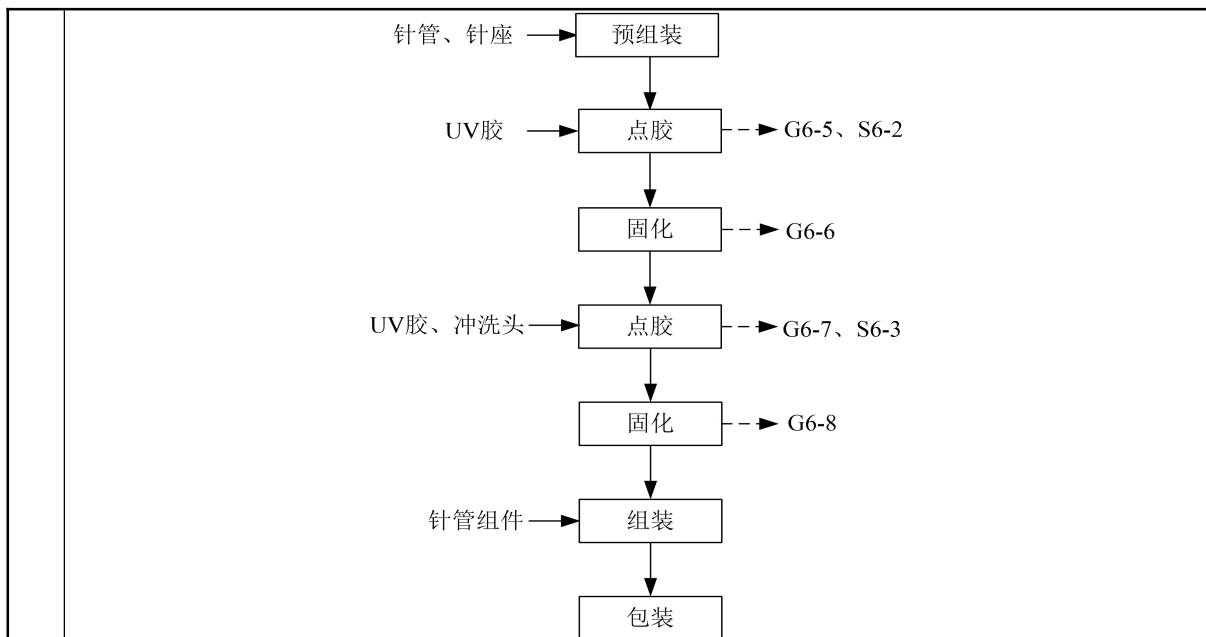 针管、针座 预组装
UV胶 点胶 G6-5、S6-2
固化 G6-6
UV胶、冲洗头 点胶 G6-7、S6-3
固化 G6-8
针管组件 组装
包装